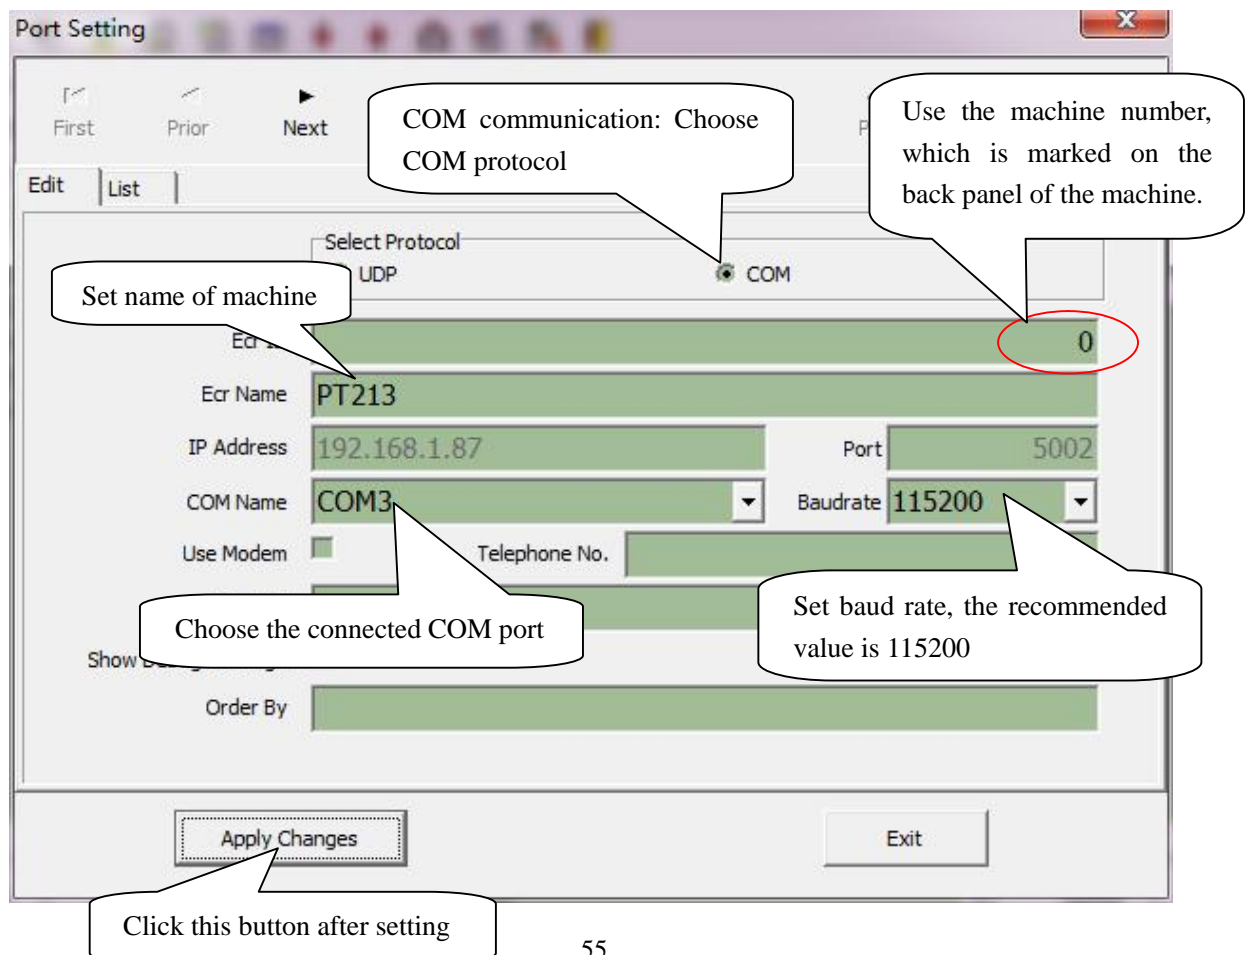 Port Setting
First Prior Next
COM communication: Choose
COM protocol
Use the machine number,
which is marked on the
back panel of the machine.
Edit List
Select Protocol
UDP COM
Set name of machine
Ecr 0
Ecr Name PT213
IP Address 192.168.1.87 Port 5002
COM Name COM3 Baudrate 115200
Use Modem Telephone No.
Choose the connected COM port
Set baud rate, the recommended
value is 115200
Show
Order By
Apply Changes Exit
Click this button after setting
55